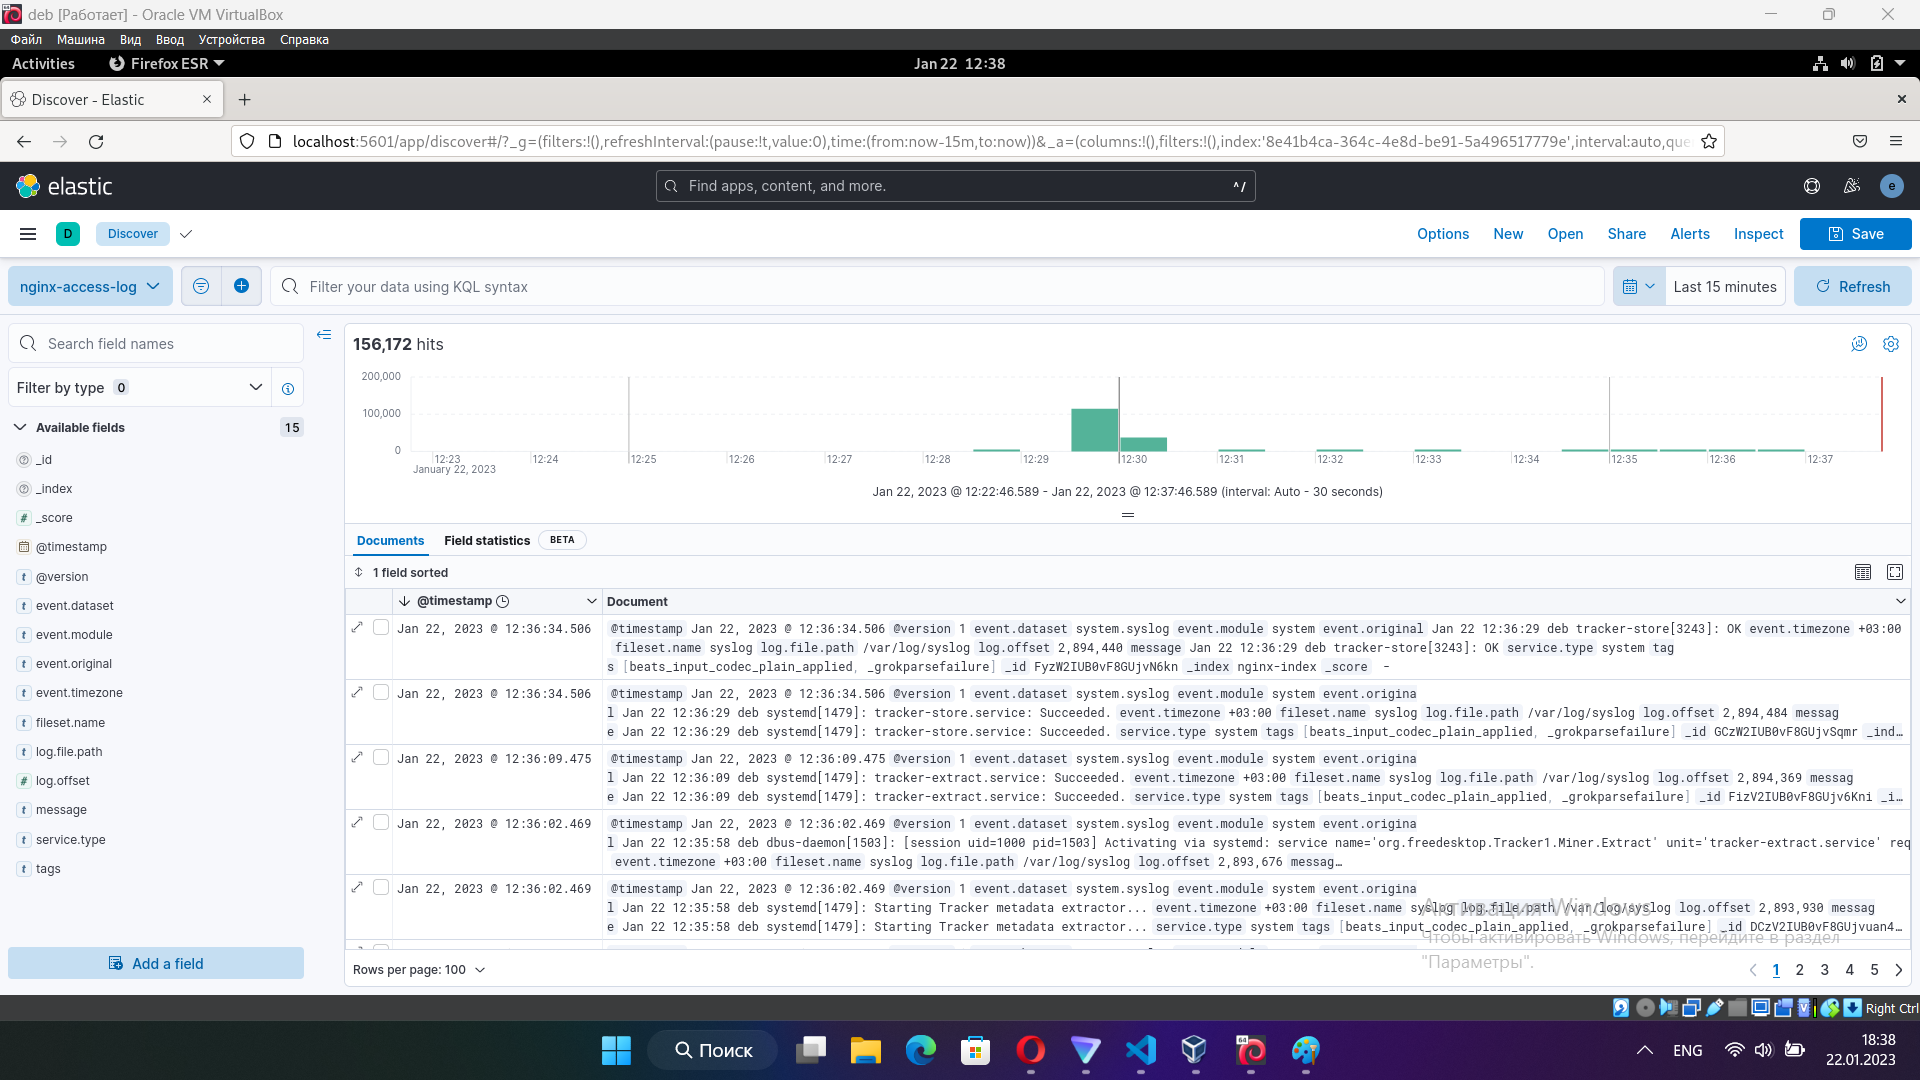 deb [Работает] - Oracle VM VirtualBox
Файл Машина Вид Ввод Устройства Справка
Activities Firefox ESR Jan 22 12:38
Discover - Elastic
localhost:5601/app/discover#/?_g=(filters:!(),refreshInterval:(pause:!t,value:0),time:(from:now-15m,to:now))&_a=(columns:!(),filters:!(),index:'8e41b4ca-364c-4e8d-be91-5a496517779e',interval:auto,que
elastic Find apps, content, and more. ^/ e
D Discover Options New Open Share Alerts Inspect Save
nginx-access-log Filter your data using KQL syntax Last 15 minutes Refresh
Search field names
Filter by type 0
Available fields 15
_id
_index
_score
@timestamp
@version
event.dataset
event.module
event.original
event.timezone
fileset.name
log.file.path
log.offset
message
service.type
tags
Add a field
156,172 hits
200,000
100,000
0
12:23 12:24 12:25 12:26 12:27 12:28 12:29 12:30 12:31 12:32 12:33 12:34 12:35 12:36 12:37
January 22, 2023
Jan 22, 2023 @ 12:22:46.589 - Jan 22, 2023 @ 12:37:46.589 (interval: Auto - 30 seconds)
Documents Field statistics BETA
1 field sorted
@timestamp Document
Jan 22, 2023 @ 12:36:34.506 @timestamp Jan 22, 2023 @ 12:36:34.506 @version 1 event.dataset system.syslog event.module system event.original Jan 22 12:36:29 deb tracker-store[3243]: OK event.timezone +03:00
fileset.name syslog log.file.path /var/log/syslog log.offset 2,894,440 message Jan 22 12:36:29 deb tracker-store[3243]: OK service.type system tag
s [beats_input_codec_plain_applied, _grokparsefailure] _id FyzW2IUB0vF8GUjvN6kn _index nginx-index _score -
Jan 22, 2023 @ 12:36:34.506 @timestamp Jan 22, 2023 @ 12:36:34.506 @version 1 event.dataset system.syslog event.module system event.origina
l Jan 22 12:36:29 deb systemd[1479]: tracker-store.service: Succeeded. event.timezone +03:00 fileset.name syslog log.file.path /var/log/syslog log.offset 2,894,484 messag
e Jan 22 12:36:29 deb systemd[1479]: tracker-store.service: Succeeded. service.type system tags [beats_input_codec_plain_applied, _grokparsefailure] _id GCzW2IUB0vF8GUjvSqmr _ind…
Jan 22, 2023 @ 12:36:09.475 @timestamp Jan 22, 2023 @ 12:36:09.475 @version 1 event.dataset system.syslog event.module system event.origina
l Jan 22 12:36:09 deb systemd[1479]: tracker-extract.service: Succeeded. event.timezone +03:00 fileset.name syslog log.file.path /var/log/syslog log.offset 2,894,369 messag
e Jan 22 12:36:09 deb systemd[1479]: tracker-extract.service: Succeeded. service.type system tags [beats_input_codec_plain_applied, _grokparsefailure] _id FizV2IUB0vF8GUjv6Kni _i…
Jan 22, 2023 @ 12:36:02.469 @timestamp Jan 22, 2023 @ 12:36:02.469 @version 1 event.dataset system.syslog event.module system event.origina
l Jan 22 12:35:58 deb dbus-daemon[1503]: [session uid=1000 pid=1503] Activating via systemd: service name='org.freedesktop.Tracker1.Miner.Extract' unit='tracker-extract.service' req
event.timezone +03:00 fileset.name syslog log.file.path /var/log/syslog log.offset 2,893,676 messag…
Jan 22, 2023 @ 12:36:02.469 @timestamp Jan 22, 2023 @ 12:36:02.469 @version 1 event.dataset system.syslog event.module system event.origina
l Jan 22 12:35:58 deb systemd[1479]: Starting Tracker metadata extractor... event.timezone +03:00 fileset.name syslog log.file.path /var/log/syslog log.offset 2,893,930 messag
e Jan 22 12:35:58 deb systemd[1479]: Starting Tracker metadata extractor... service.type system tags [beats_input_codec_plain_applied, _grokparsefailure] _id DCzV2IUB0vF8GUjvuan4…
Активация Windows
Чтобы активировать Windows, перейдите в раздел
"Параметры".
Rows per page: 100 1 2 3 4 5
Right Ctrl
Поиск ENG 18:38
22.01.2023